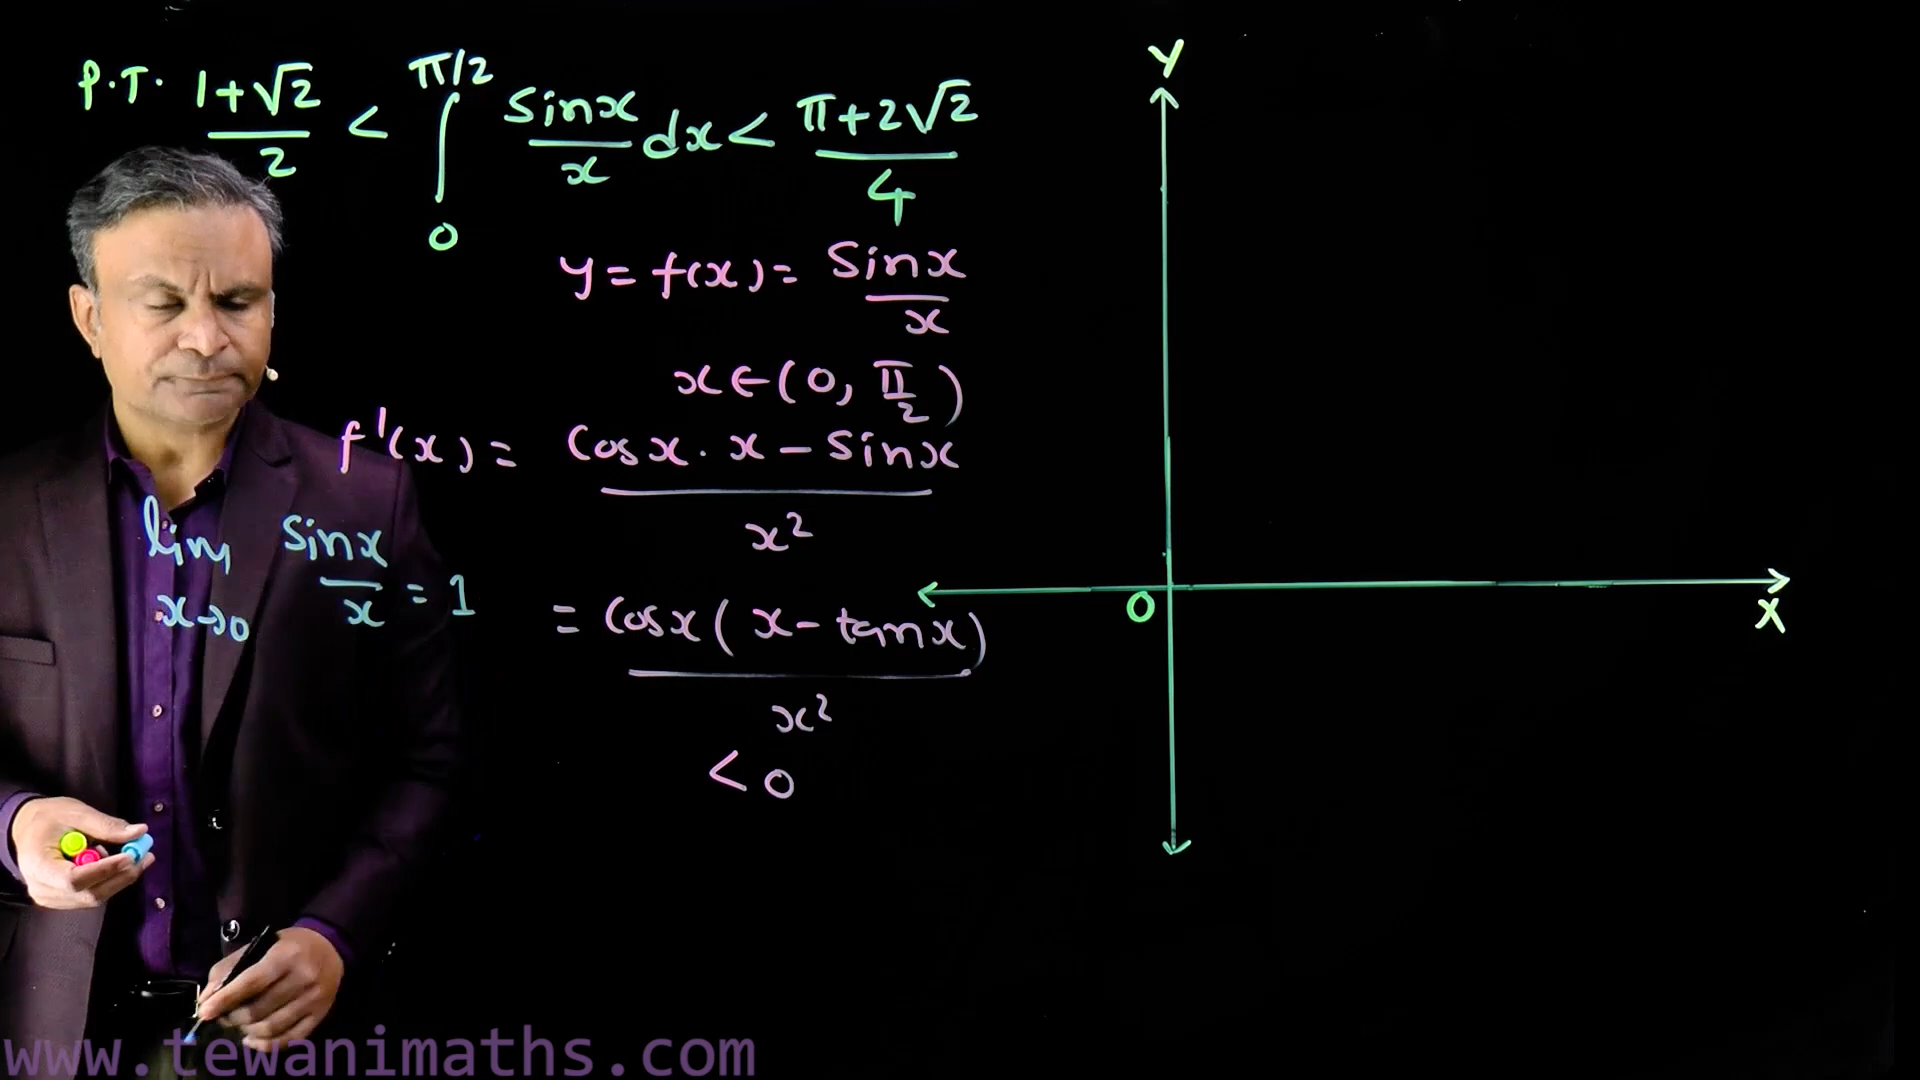 P.T. 1+√2/2 < ∫₀^π/2 sinx/x dx < π+2√2/4
y = f(x) = sinx/x
x∈(0, π/2)
f'(x) = cosx · x - sinx/x²
lim x→0 sinx/x = 1
= cosx(x - tanx)/x²
< 0
Y
O
X
www.tewanimaths.com